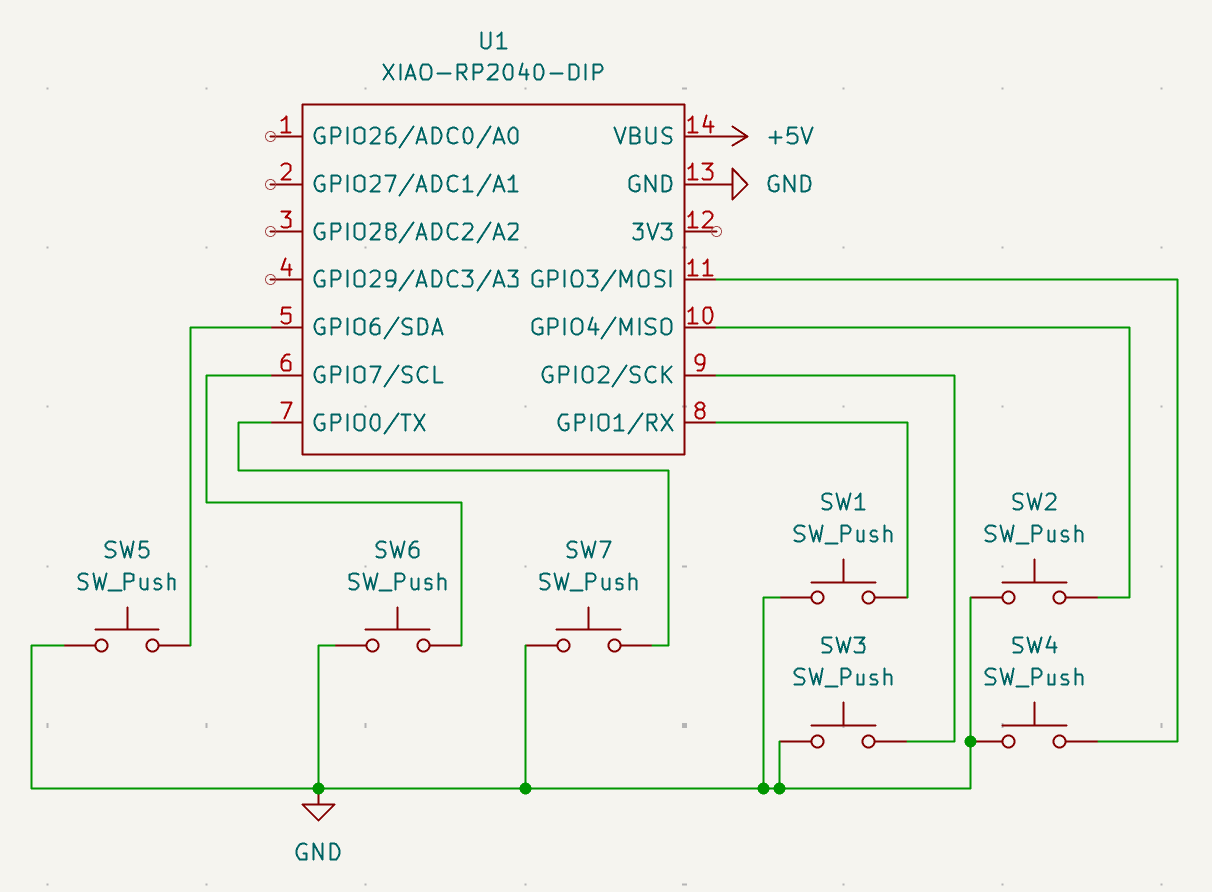 U1
XIAO-RP2040-DIP
1 GPIO26/ADC0/A0 VBUS 14 +5V
2 GPIO27/ADC1/A1 GND 13 GND
3 GPIO28/ADC2/A2 3V3 12
4 GPIO29/ADC3/A3 GPIO3/MOSI 11
5 GPIO6/SDA GPIO4/MISO 10
6 GPIO7/SCL GPIO2/SCK 9
7 GPIO0/TX GPIO1/RX 8
SW1 SW2
SW_Push SW_Push
SW5 SW6 SW7
SW_Push SW_Push SW_Push
SW3 SW4
SW_Push SW_Push
GND